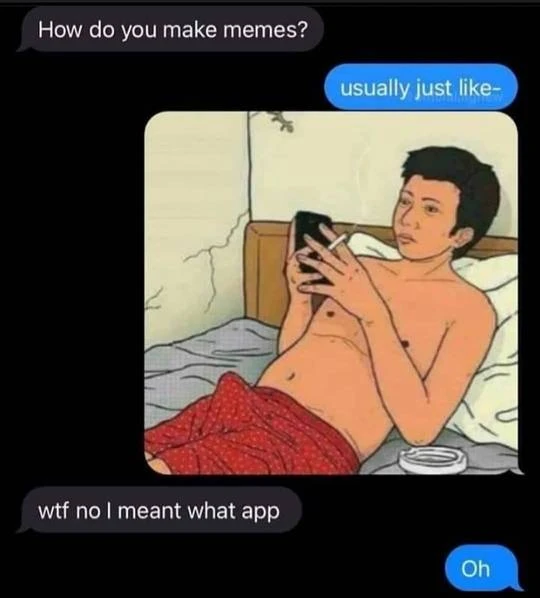 How do you make memes?
usually just like-
wtf no I meant what app
Oh